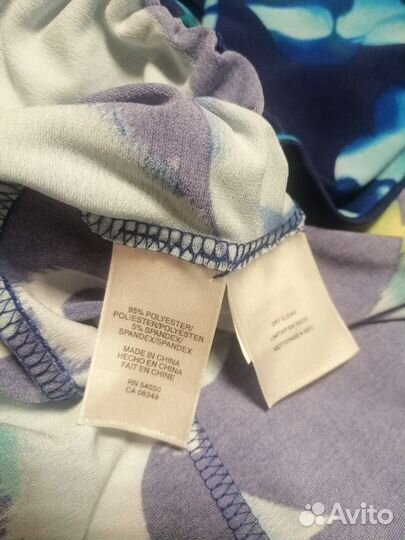 95% POLYESTER/
POLIÉSTER/POLYESTER
5% SPANDEX/
SPANDEX/SPANDEX
MADE IN CHINA
HECHO EN CHINA
FAIT EN CHINE
RN 54050
CA 08349
DRY CLEAN
LIMPIAR EN SECO
NETTOYAGE À SEC
Avito